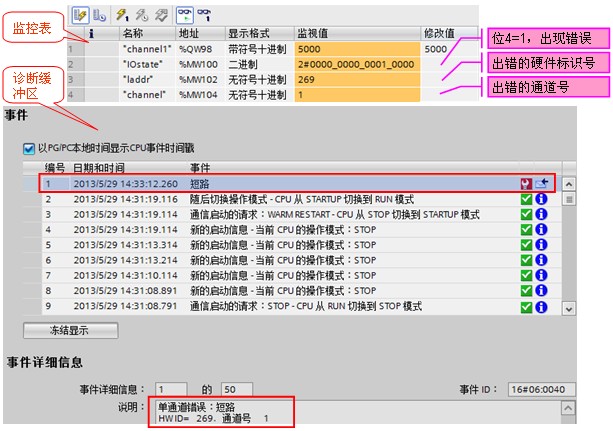 监控表
i 名称 地址 显示格式 监视值 修改值
1 "channel1" %QW98 带符号十进制 5000 5000
2 "IOstate" %MW100 二进制 2#0000_0000_0001_0000
3 "laddr" %MW102 无符号十进制 269
4 "channel" %MW104 无符号十进制 1
位4=1，出现错误
出错的硬件标识号
出错的通道号
诊断缓冲区
事件
以PG/PC本地时间显示CPU事件时间戳
编号 日期和时间 事件
1 2013/5/29 14:33:12.260 短路
2 2013/5/29 14:31:19.116 随后切换操作模式 - CPU 从 STARTUP 切换到 RUN 模式
3 2013/5/29 14:31:19.114 通信启动的请求：WARM RESTART - CPU 从 STOP 切换到 STARTUP 模式
4 2013/5/29 14:31:19.114 新的启动信息 - 当前 CPU 的操作模式：STOP
5 2013/5/29 14:31:13.314 新的启动信息 - 当前 CPU 的操作模式：STOP
6 2013/5/29 14:31:13.214 新的启动信息 - 当前 CPU 的操作模式：STOP
7 2013/5/29 14:31:10.114 新的启动信息 - 当前 CPU 的操作模式：STOP
8 2013/5/29 14:31:08.891 新的启动信息 - 当前 CPU 的操作模式：STOP
9 2013/5/29 14:31:08.791 通信启动的请求：STOP - CPU 从 RUN 切换到 STOP 模式
冻结显示
事件详细信息
事件详细信息： 1 的 50 事件 ID： 16#06:0040
说明： 单通道错误：短路
HWID= 269. 通道号 1